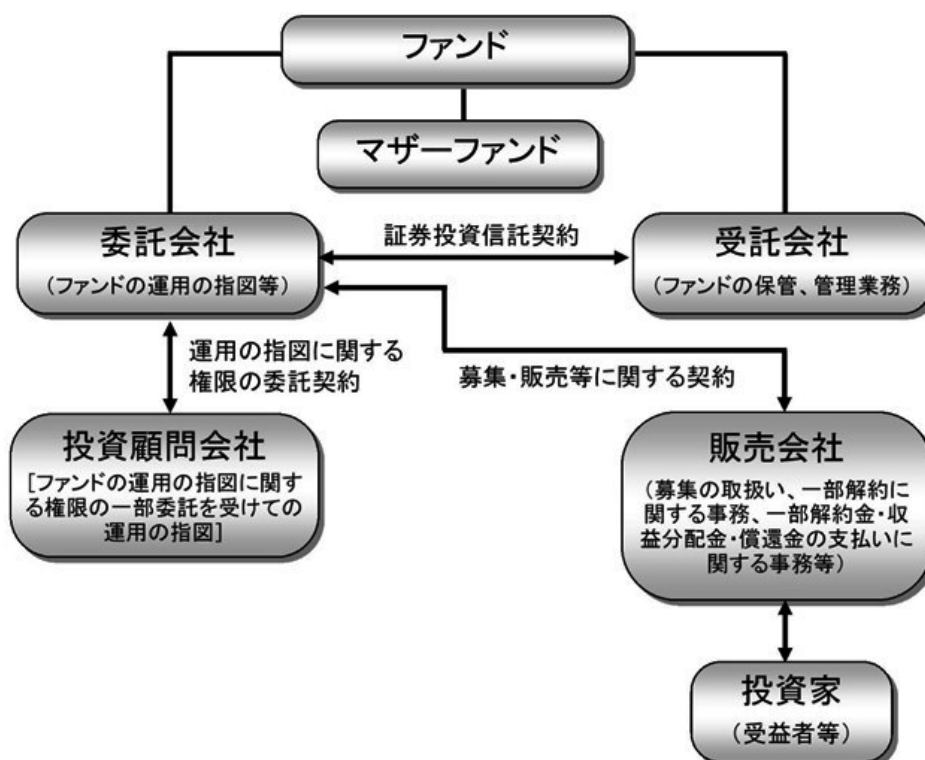 ファンド
マザーファンド
委託会社
(ファンドの運用の指図等)
証券投資信託契約
受託会社
(ファンドの保管、管理業務)
運用の指図に関する
権限の委託契約
募集・販売等に関する契約
投資顧問会社
[ファンドの運用の指図に関す
る権限の一部委託を受けての
運用の指図]
販売会社
(募集の取扱い、一部解約に
関する事務、一部解約金・収
益分配金・償還金の支払いに
関する事務等)
投資家
(受益者等)